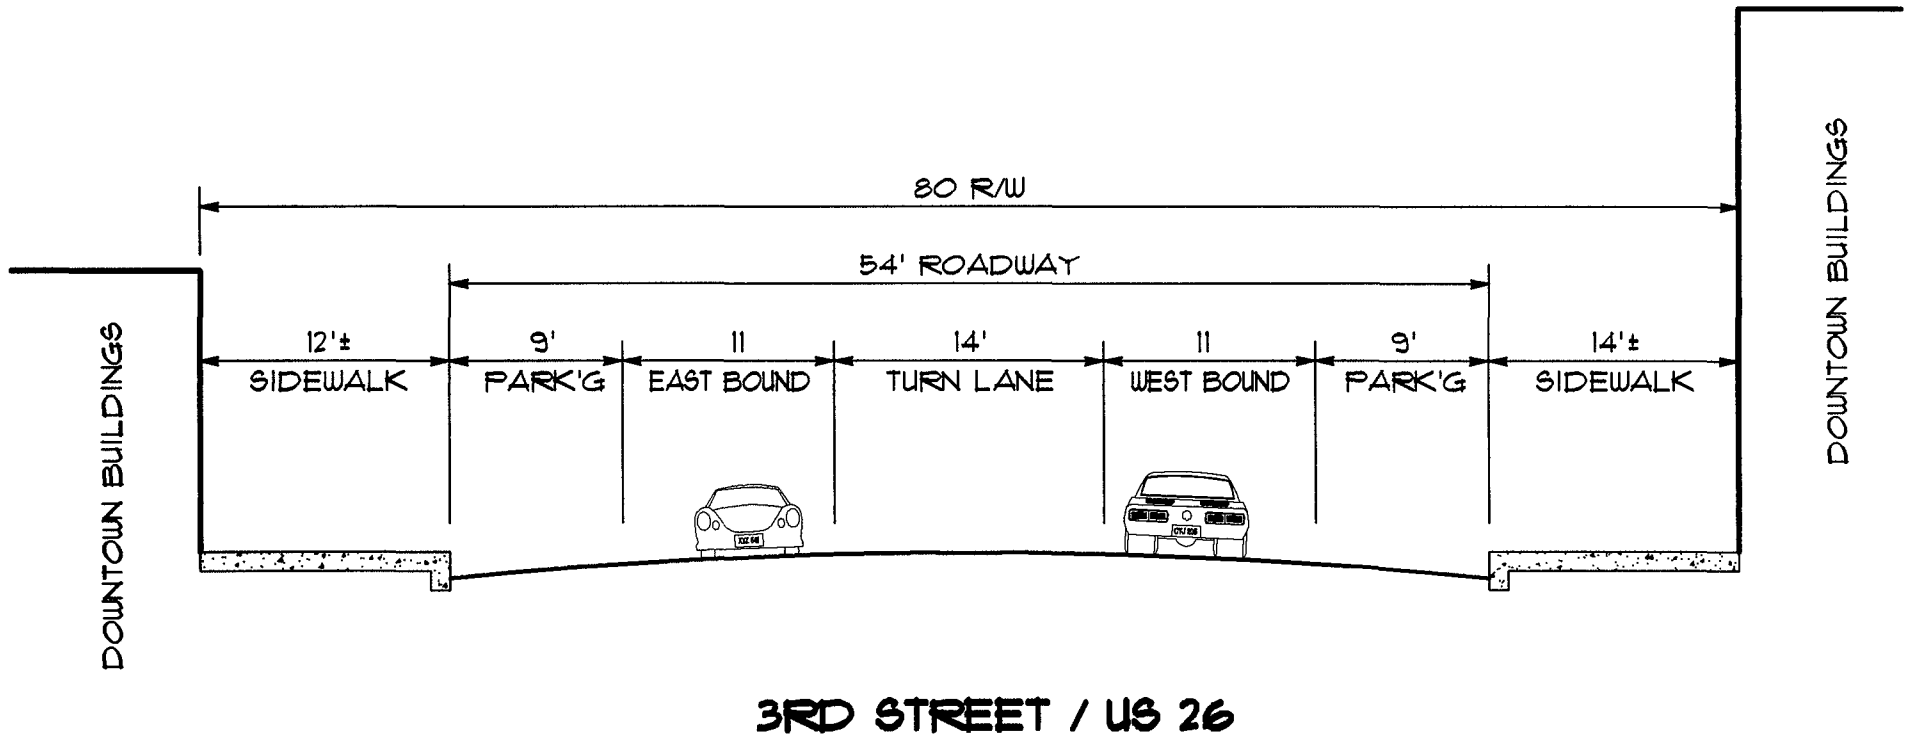 80 R/W
54' ROADWAY
12'± 9' 11 14' 11 9' 14'±
SIDEWALK PARK'G EAST BOUND TURN LANE WEST BOUND PARK'G SIDEWALK
DOWNTOWN BUILDINGS
DOWNTOWN BUILDINGS
3RD STREET / US 26